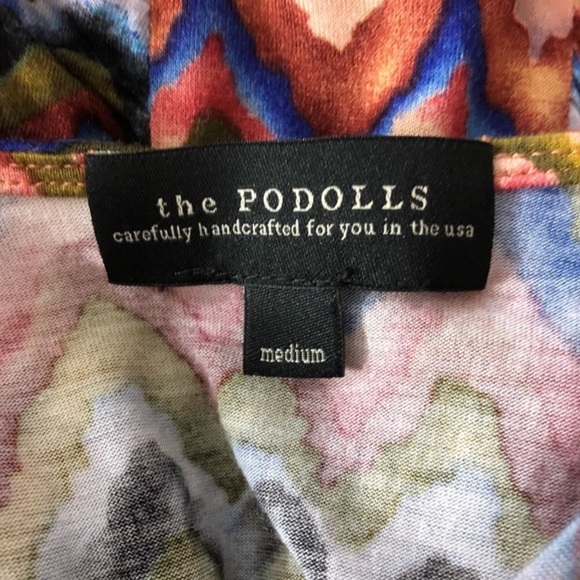 the PODOLLS
carefully handcrafted for you in the usa
medium